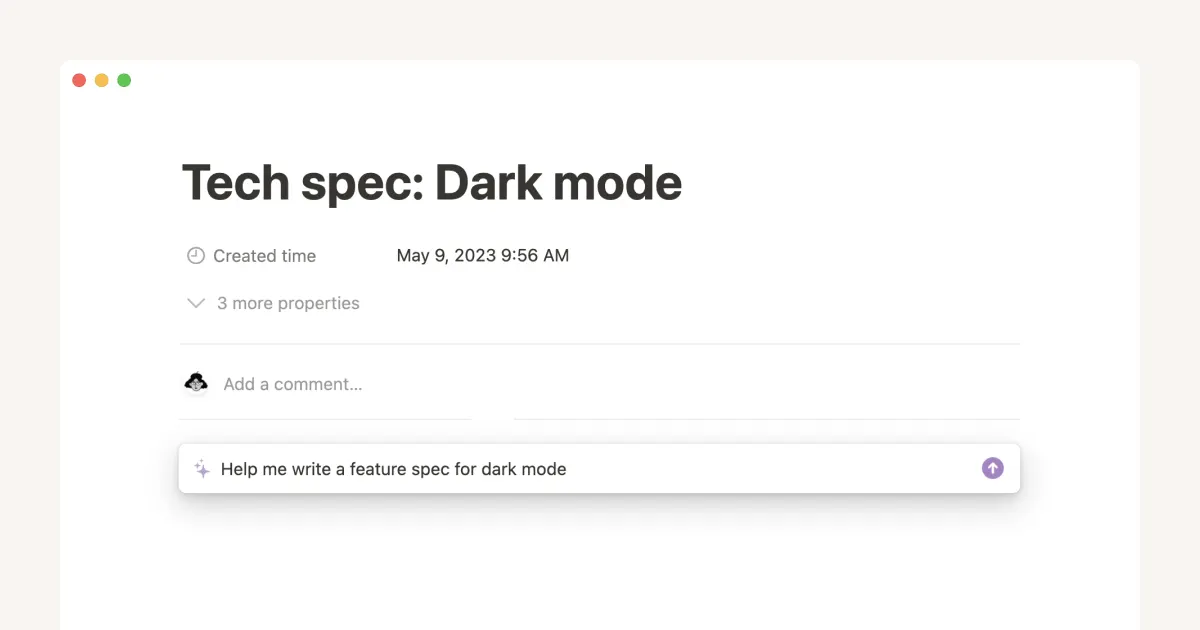 Tech spec: Dark mode
Created time May 9, 2023 9:56 AM
3 more properties
Add a comment...
Help me write a feature spec for dark mode